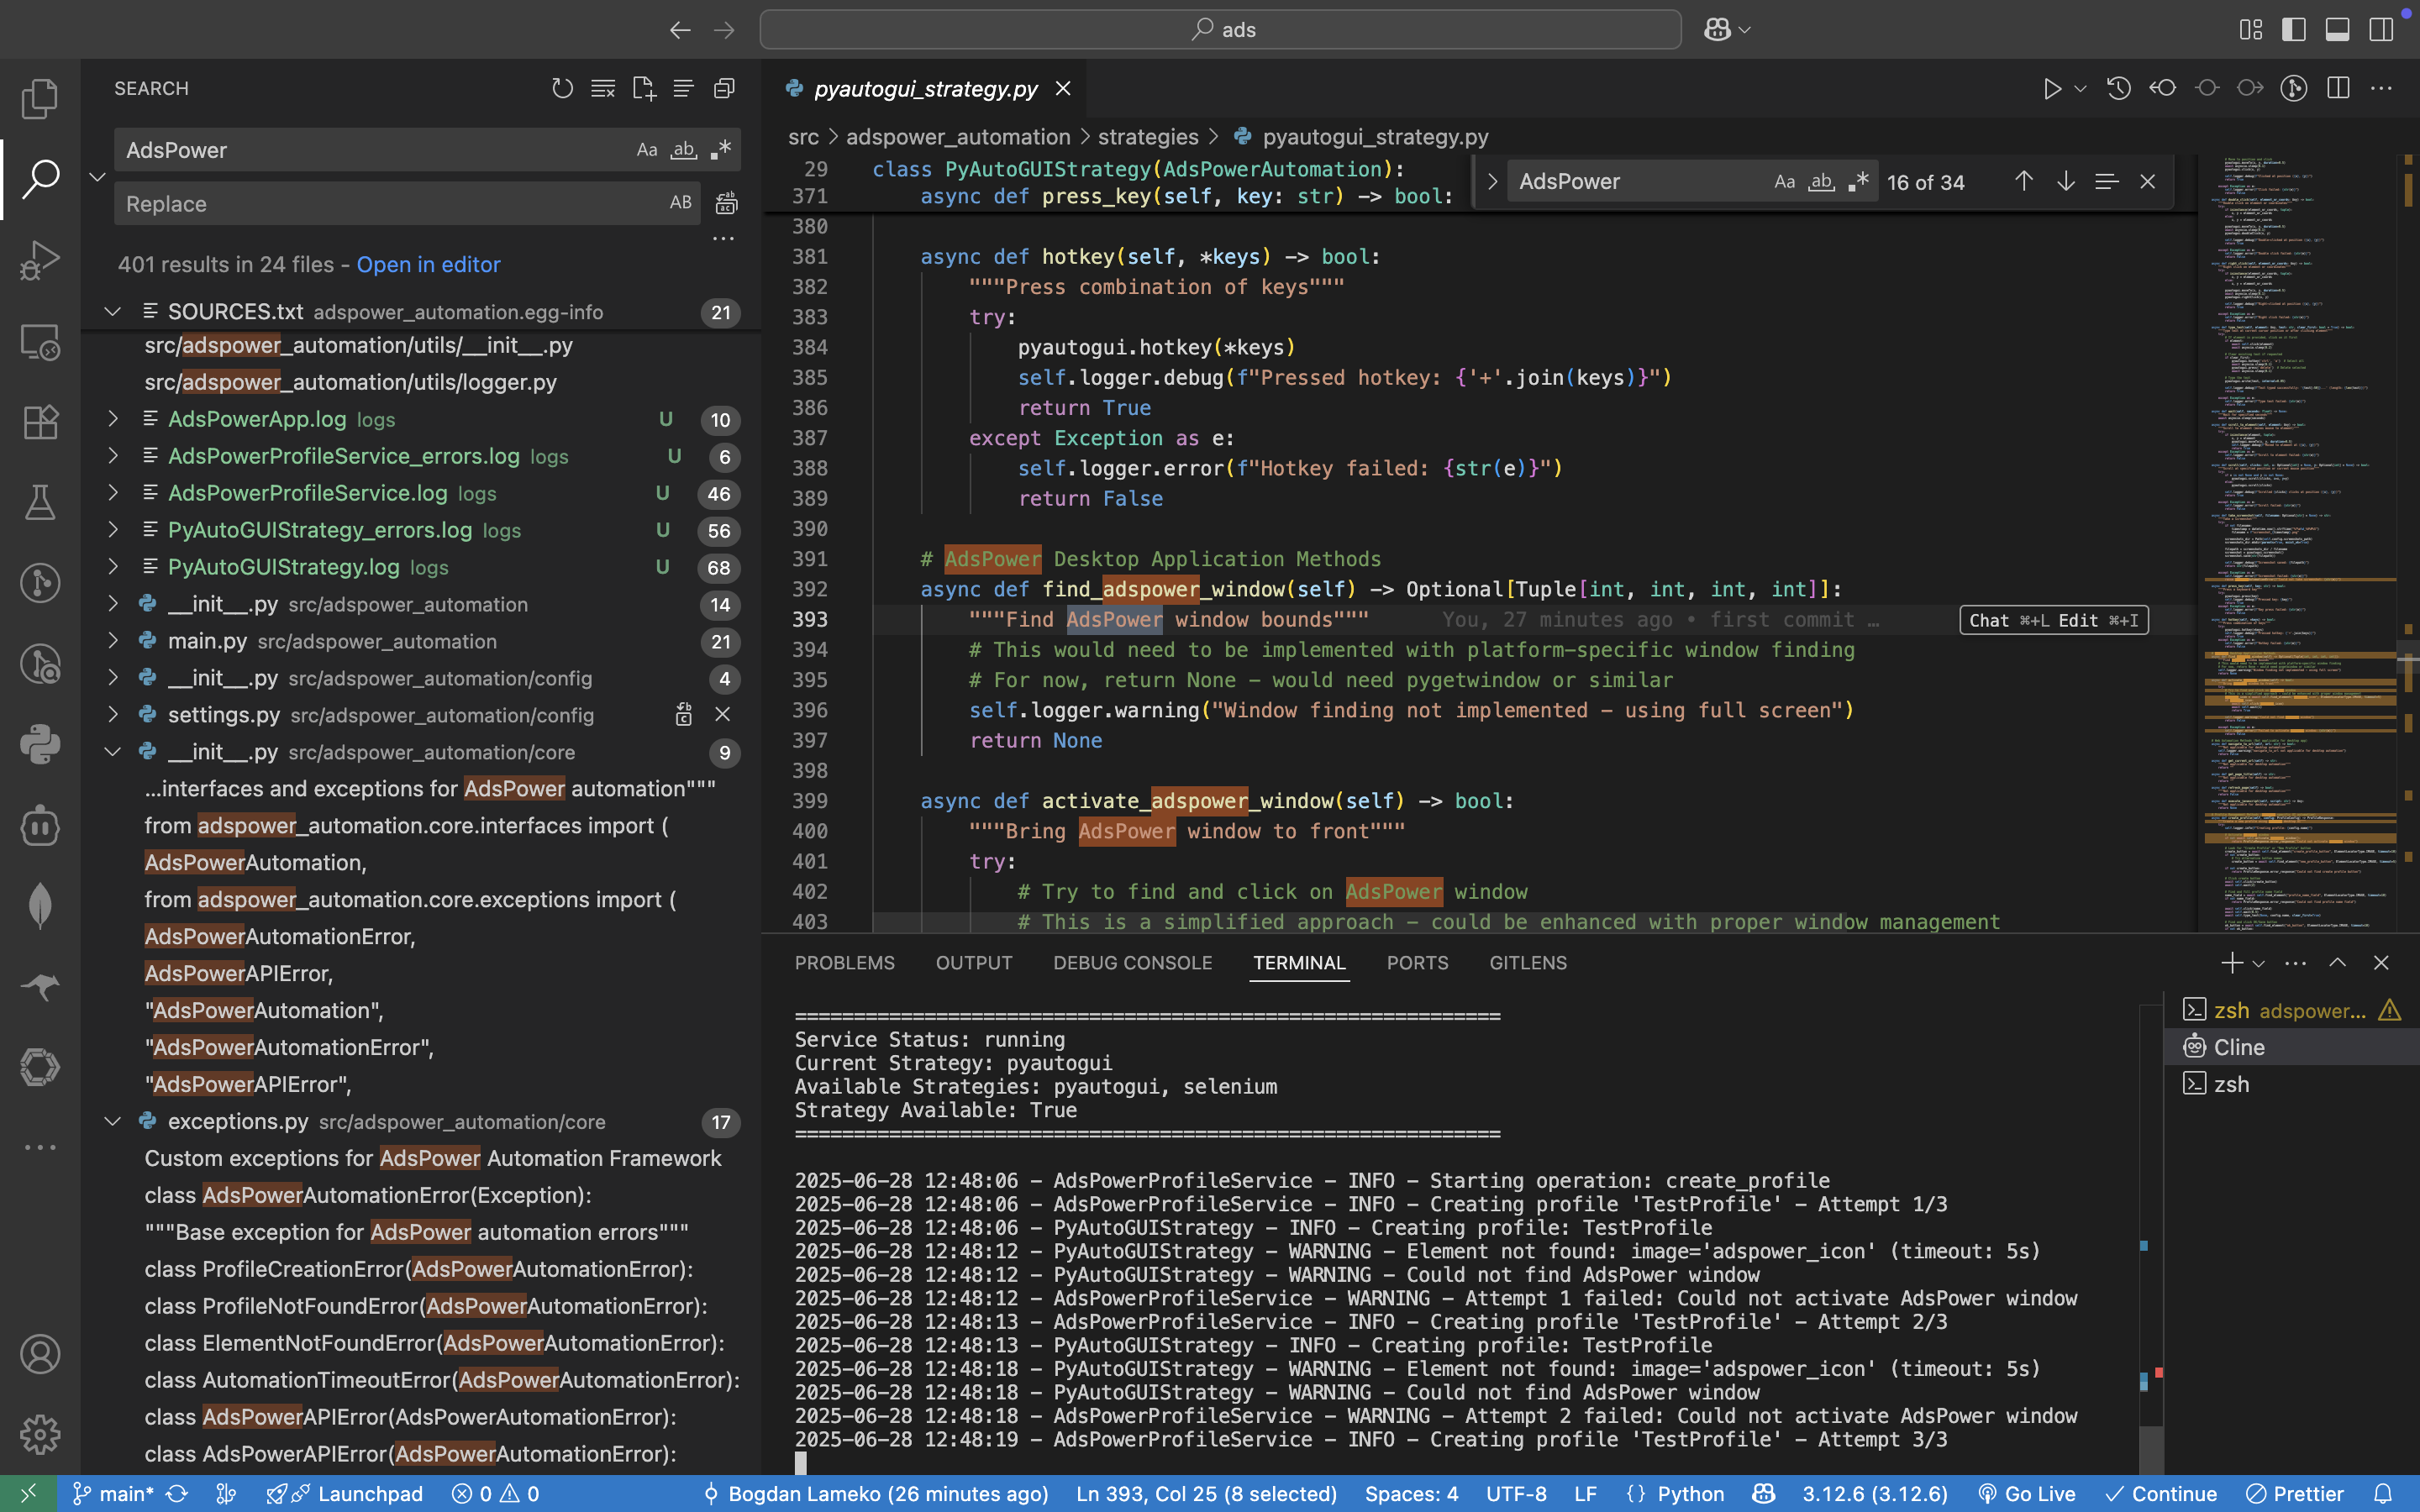 ads
SEARCH
AdsPower
Aa ab .*
Replace
AB
401 results in 24 files - Open in editor
SOURCES.txt adspower_automation.egg-info 21
src/adspower_automation/utils/__init__.py
src/adspower_automation/utils/logger.py
AdsPowerApp.log logs U 10
AdsPowerProfileService_errors.log logs U 6
AdsPowerProfileService.log logs U 46
PyAutoGUIStrategy_errors.log logs U 56
PyAutoGUIStrategy.log logs U 68
__init__.py src/adspower_automation 14
main.py src/adspower_automation 21
__init__.py src/adspower_automation/config 4
settings.py src/adspower_automation/config
__init__.py src/adspower_automation/core 9
...interfaces and exceptions for AdsPower automation"""
from adspower_automation.core.interfaces import (
AdsPowerAutomation,
from adspower_automation.core.exceptions import (
AdsPowerAutomationError,
AdsPowerAPIError,
"AdsPowerAutomation",
"AdsPowerAutomationError",
"AdsPowerAPIError",
exceptions.py src/adspower_automation/core 17
Custom exceptions for AdsPower Automation Framework
class AdsPowerAutomationError(Exception):
"""Base exception for AdsPower automation errors"""
class ProfileCreationError(AdsPowerAutomationError):
class ProfileNotFoundError(AdsPowerAutomationError):
class ElementNotFoundError(AdsPowerAutomationError):
class AutomationTimeoutError(AdsPowerAutomationError):
class AdsPowerAPIError(AdsPowerAutomationError):
class AdsPowerAPIError(AdsPowerAutomationError):
pyautogui_strategy.py
src > adspower_automation > strategies > pyautogui_strategy.py
AdsPower Aa ab .* 16 of 34
29 class PyAutoGUIStrategy(AdsPowerAutomation):
371 async def press_key(self, key: str) -> bool:
380
381 async def hotkey(self, *keys) -> bool:
382 """Press combination of keys"""
383 try:
384 pyautogui.hotkey(*keys)
385 self.logger.debug(f"Pressed hotkey: {'+'.join(keys)}")
386 return True
387 except Exception as e:
388 self.logger.error(f"Hotkey failed: {str(e)}")
389 return False
390
391 # AdsPower Desktop Application Methods
392 async def find_adspower_window(self) -> Optional[Tuple[int, int, int, int]]:
393 """Find AdsPower window bounds""" You, 27 minutes ago • first commit …
Chat ⌘+L Edit ⌘+I
394 # This would need to be implemented with platform-specific window finding
395 # For now, return None - would need pygetwindow or similar
396 self.logger.warning("Window finding not implemented - using full screen")
397 return None
398
399 async def activate_adspower_window(self) -> bool:
400 """Bring AdsPower window to front"""
401 try:
402 # Try to find and click on AdsPower window
403 # This is a simplified approach - could be enhanced with proper window management
PROBLEMS OUTPUT DEBUG CONSOLE TERMINAL PORTS GITLENS
============================================================
Service Status: running
Current Strategy: pyautogui
Available Strategies: pyautogui, selenium
Strategy Available: True
============================================================
2025-06-28 12:48:06 - AdsPowerProfileService - INFO - Starting operation: create_profile
2025-06-28 12:48:06 - AdsPowerProfileService - INFO - Creating profile 'TestProfile' - Attempt 1/3
2025-06-28 12:48:06 - PyAutoGUIStrategy - INFO - Creating profile: TestProfile
2025-06-28 12:48:12 - PyAutoGUIStrategy - WARNING - Element not found: image='adspower_icon' (timeout: 5s)
2025-06-28 12:48:12 - PyAutoGUIStrategy - WARNING - Could not find AdsPower window
2025-06-28 12:48:12 - AdsPowerProfileService - WARNING - Attempt 1 failed: Could not activate AdsPower window
2025-06-28 12:48:13 - AdsPowerProfileService - INFO - Creating profile 'TestProfile' - Attempt 2/3
2025-06-28 12:48:13 - PyAutoGUIStrategy - INFO - Creating profile: TestProfile
2025-06-28 12:48:18 - PyAutoGUIStrategy - WARNING - Element not found: image='adspower_icon' (timeout: 5s)
2025-06-28 12:48:18 - PyAutoGUIStrategy - WARNING - Could not find AdsPower window
2025-06-28 12:48:18 - AdsPowerProfileService - WARNING - Attempt 2 failed: Could not activate AdsPower window
2025-06-28 12:48:19 - AdsPowerProfileService - INFO - Creating profile 'TestProfile' - Attempt 3/3
zsh adspower...
Cline
zsh
main* Launchpad 0 0 Bogdan Lameko (26 minutes ago) Ln 393, Col 25 (8 selected) Spaces: 4 UTF-8 LF {} Python 3.12.6 (3.12.6) Go Live Continue Prettier